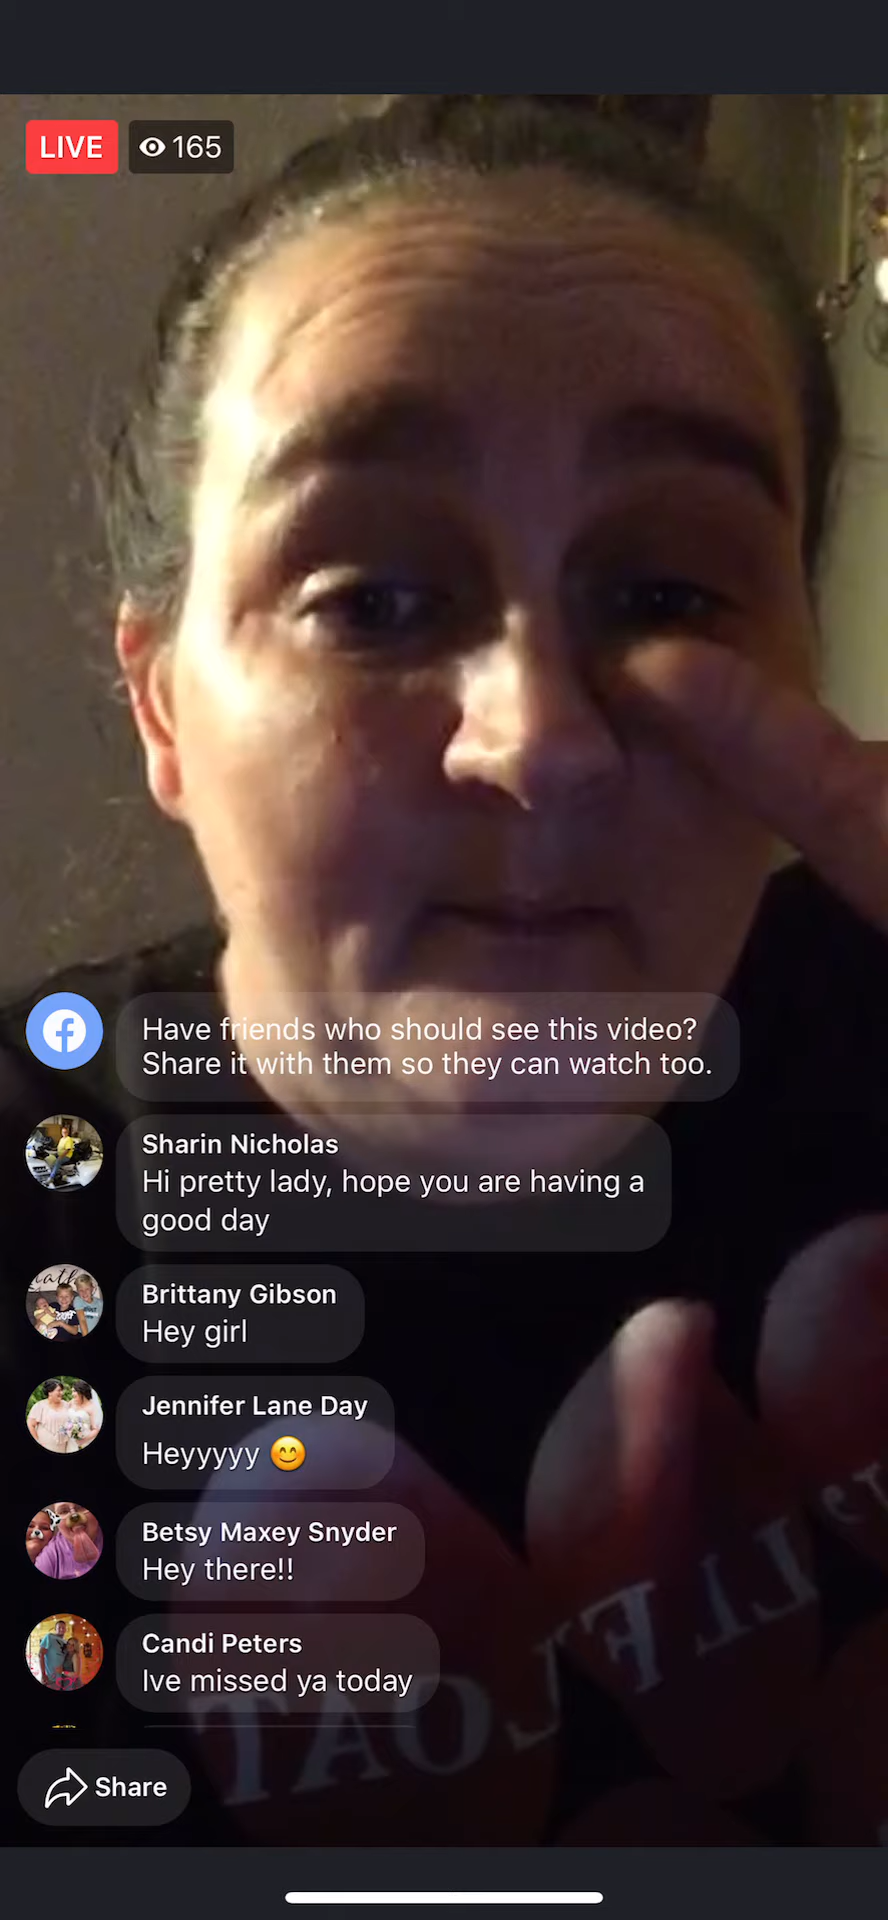 LIVE 165
Have friends who should see this video?
Share it with them so they can watch too.
Sharin Nicholas
Hi pretty lady, hope you are having a
good day
Brittany Gibson
Hey girl
Jennifer Lane Day
Heyyyyy 😊
Betsy Maxey Snyder
Hey there!!
Candi Peters
Ive missed ya today
Share